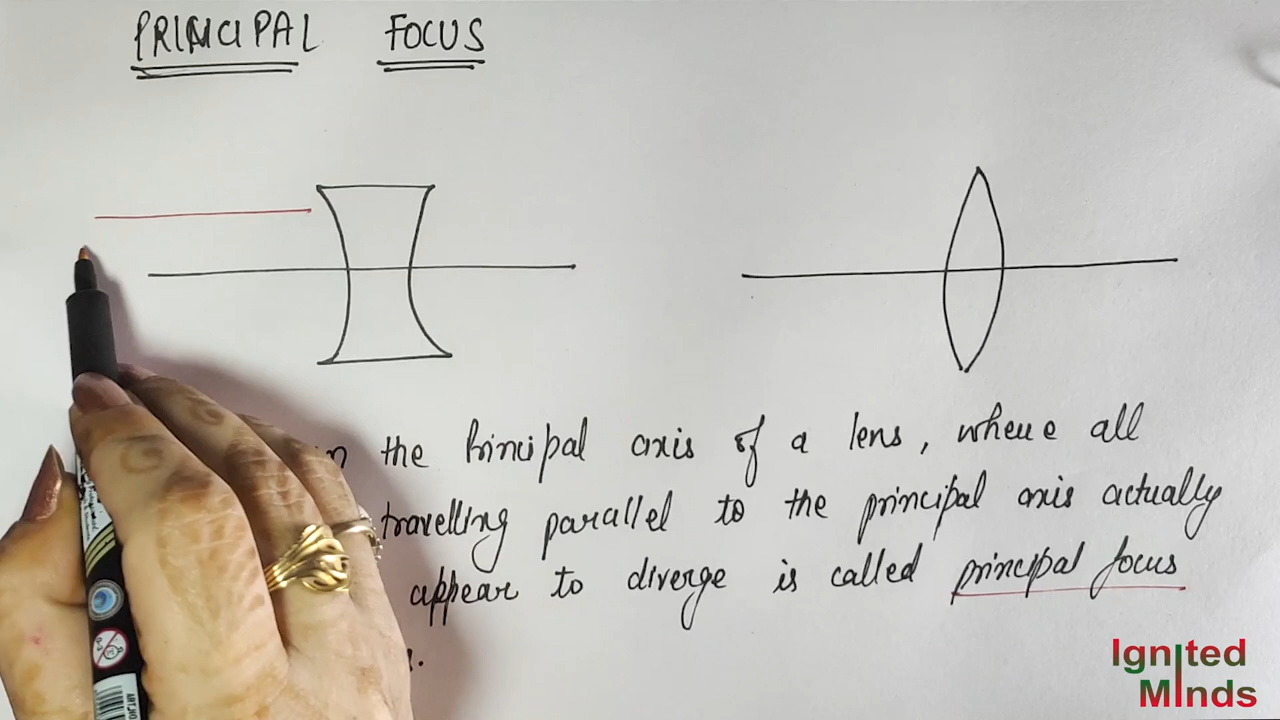 PRINCIPAL FOCUS
the Principal axis of a lens, where all
travelling parallel to the principal axis actually
appear to diverge is called principal focus
Ignited
Minds